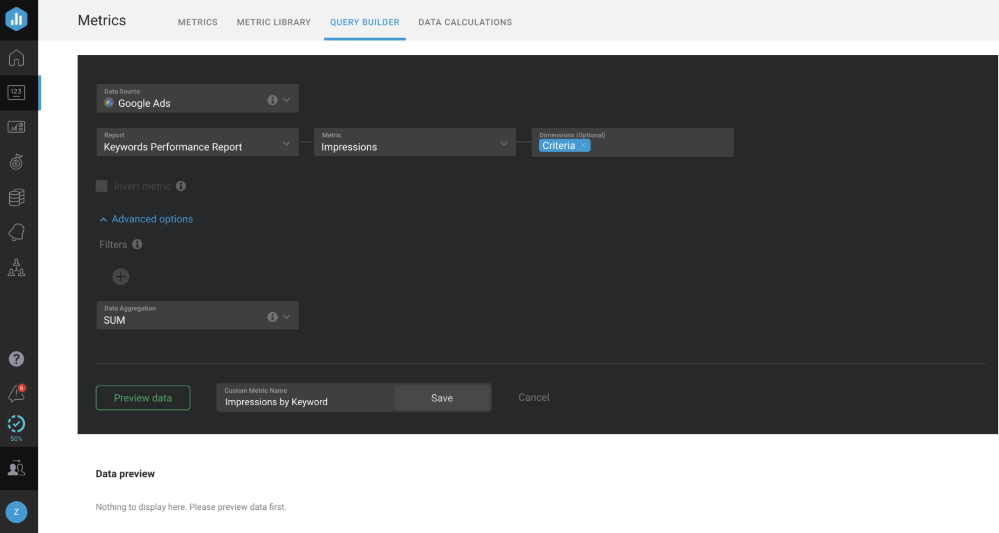 Metrics
METRICS
METRIC LIBRARY
QUERY BUILDER
DATA CALCULATIONS
123
Data Source
Google Ads
Report
Keywords Performance Report
Metric
Impressions
Dimensions (Optional)
Criteria
Invert metric
Advanced options
Filters
Data Aggregation
SUM
6
50%
Preview data
Custom Metric Name
Impressions by Keyword
Save
Cancel
Data preview
Nothing to display here. Please preview data first.
Z